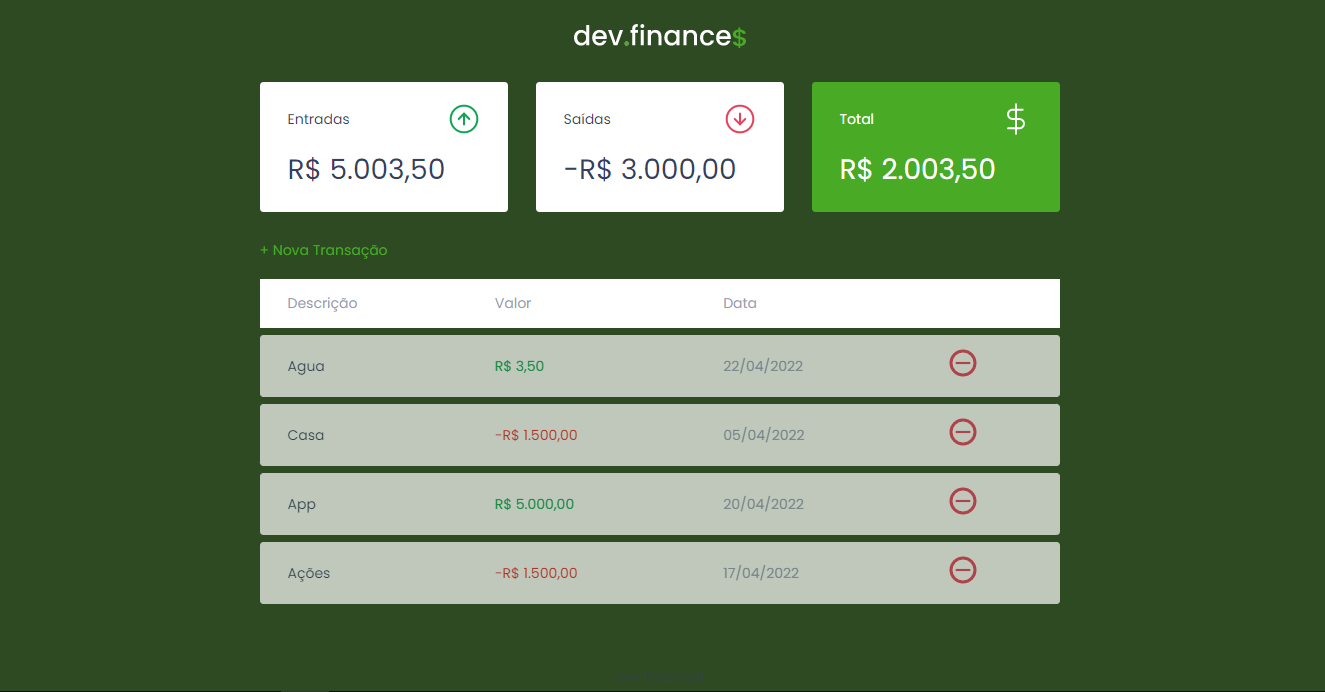 dev.finance$
Entradas
R$ 5.003,50
Saídas
-R$ 3.000,00
Total
$
R$ 2.003,50
+ Nova Transação
Descrição Valor Data
Agua R$ 3,50 22/04/2022
Casa -R$ 1.500,00 05/04/2022
App R$ 5.000,00 20/04/2022
Ações -R$ 1.500,00 17/04/2022